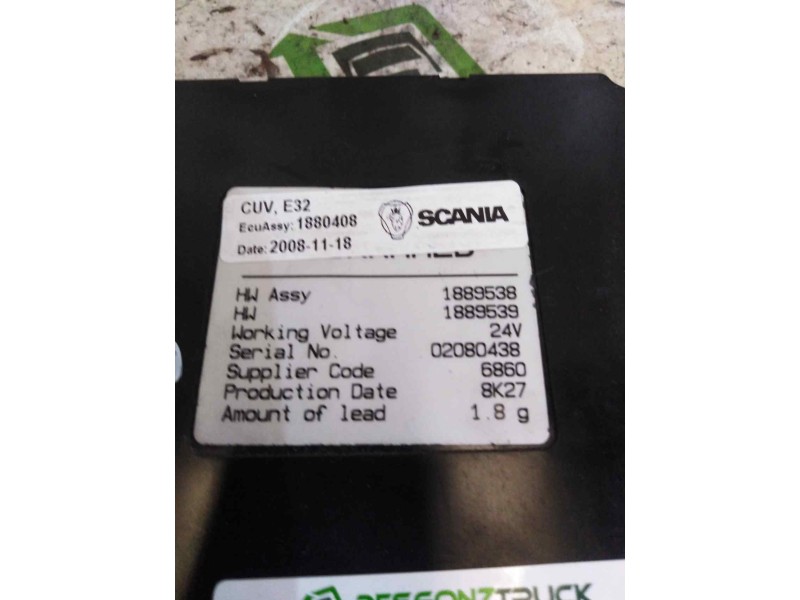 CUV, E32
EcuAssy: 1880408
Date: 2008-11-18
SCANIA
HW Assy 1889538
HW 1889539
Working Voltage 24V
Serial No. 02080438
Supplier Code 6860
Production Date 8K27
Amount of lead 1.8 g